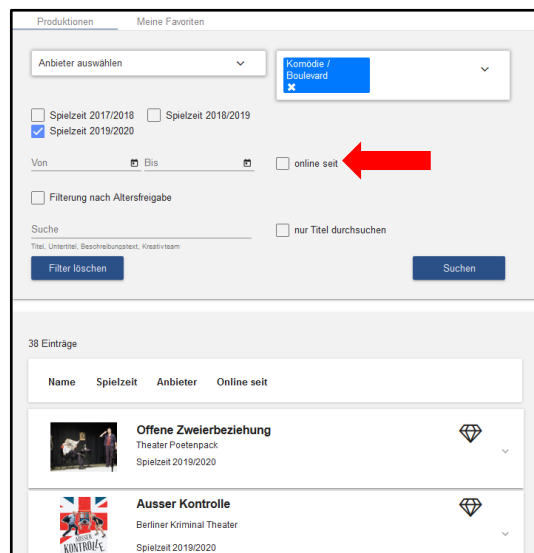 Produktionen Meine Favoriten
Anbieter auswählen
Komödie /
Boulevard
Spielzeit 2017/2018 Spielzeit 2018/2019
Spielzeit 2019/2020
Von Bis online seit
Filterung nach Altersfreigabe
Suche nur Titel durchsuchen
Titel, Untertitel, Beschreibungstext, Kreativteam
Filter löschen Suchen
38 Einträge
Name Spielzeit Anbieter Online seit
Offene Zweierbeziehung
Theater Poetenpack
Spielzeit 2019/2020
Ausser Kontrolle
Berliner Kriminal Theater
AUSSER
KONTROLLE
Spielzeit 2019/2020